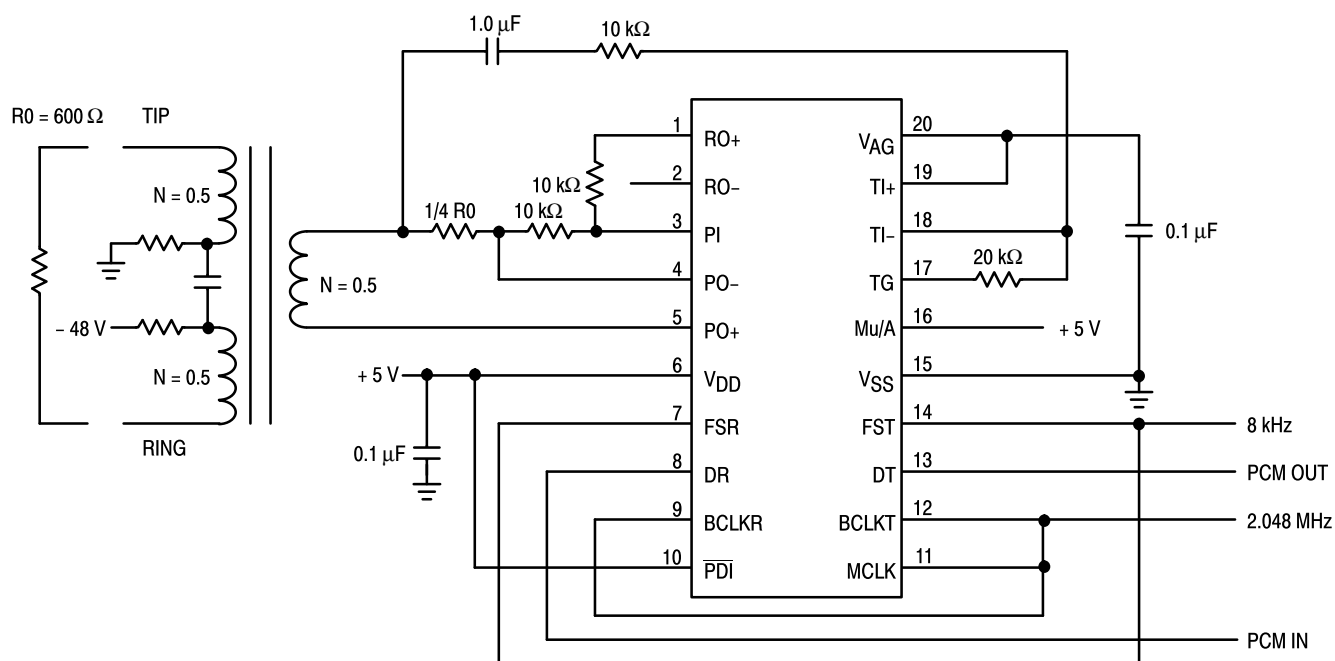 1.0 µF
10 kΩ
R0 = 600 Ω
TIP
N = 0.5
– 48 V
N = 0.5
RING
N = 0.5
1/4 R0
10 kΩ
10 kΩ
+ 5 V
0.1 µF
1 RO+
2 RO–
3 PI
4 PO–
5 PO+
6 VDD
7 FSR
8 DR
9 BCLKR
10 PDI
VAG 20
TI+ 19
TI– 18
TG 17
Mu/A 16
VSS 15
FST 14
DT 13
BCLKT 12
MCLK 11
20 kΩ
0.1 µF
+ 5 V
8 kHz
PCM OUT
2.048 MHz
PCM IN